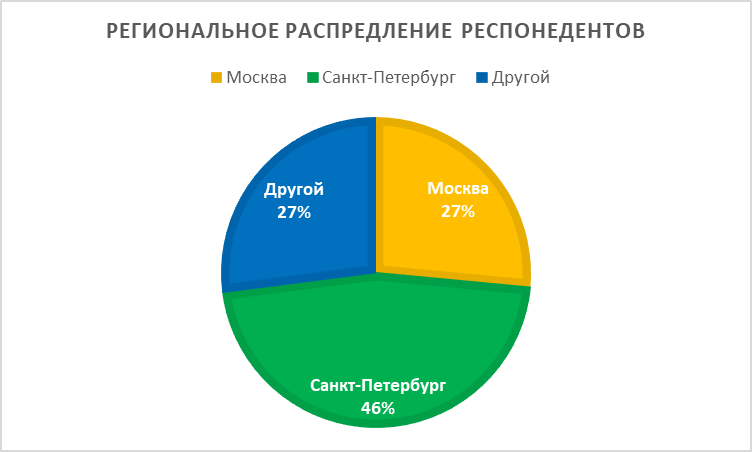 РЕГИОНАЛЬНОЕ РАСПРЕДЛЕНИЕ РЕСПОНЕДЕНТОВ
Москва Санкт-Петербург Другой
Другой
27%
Москва
27%
Санкт-Петербург
46%